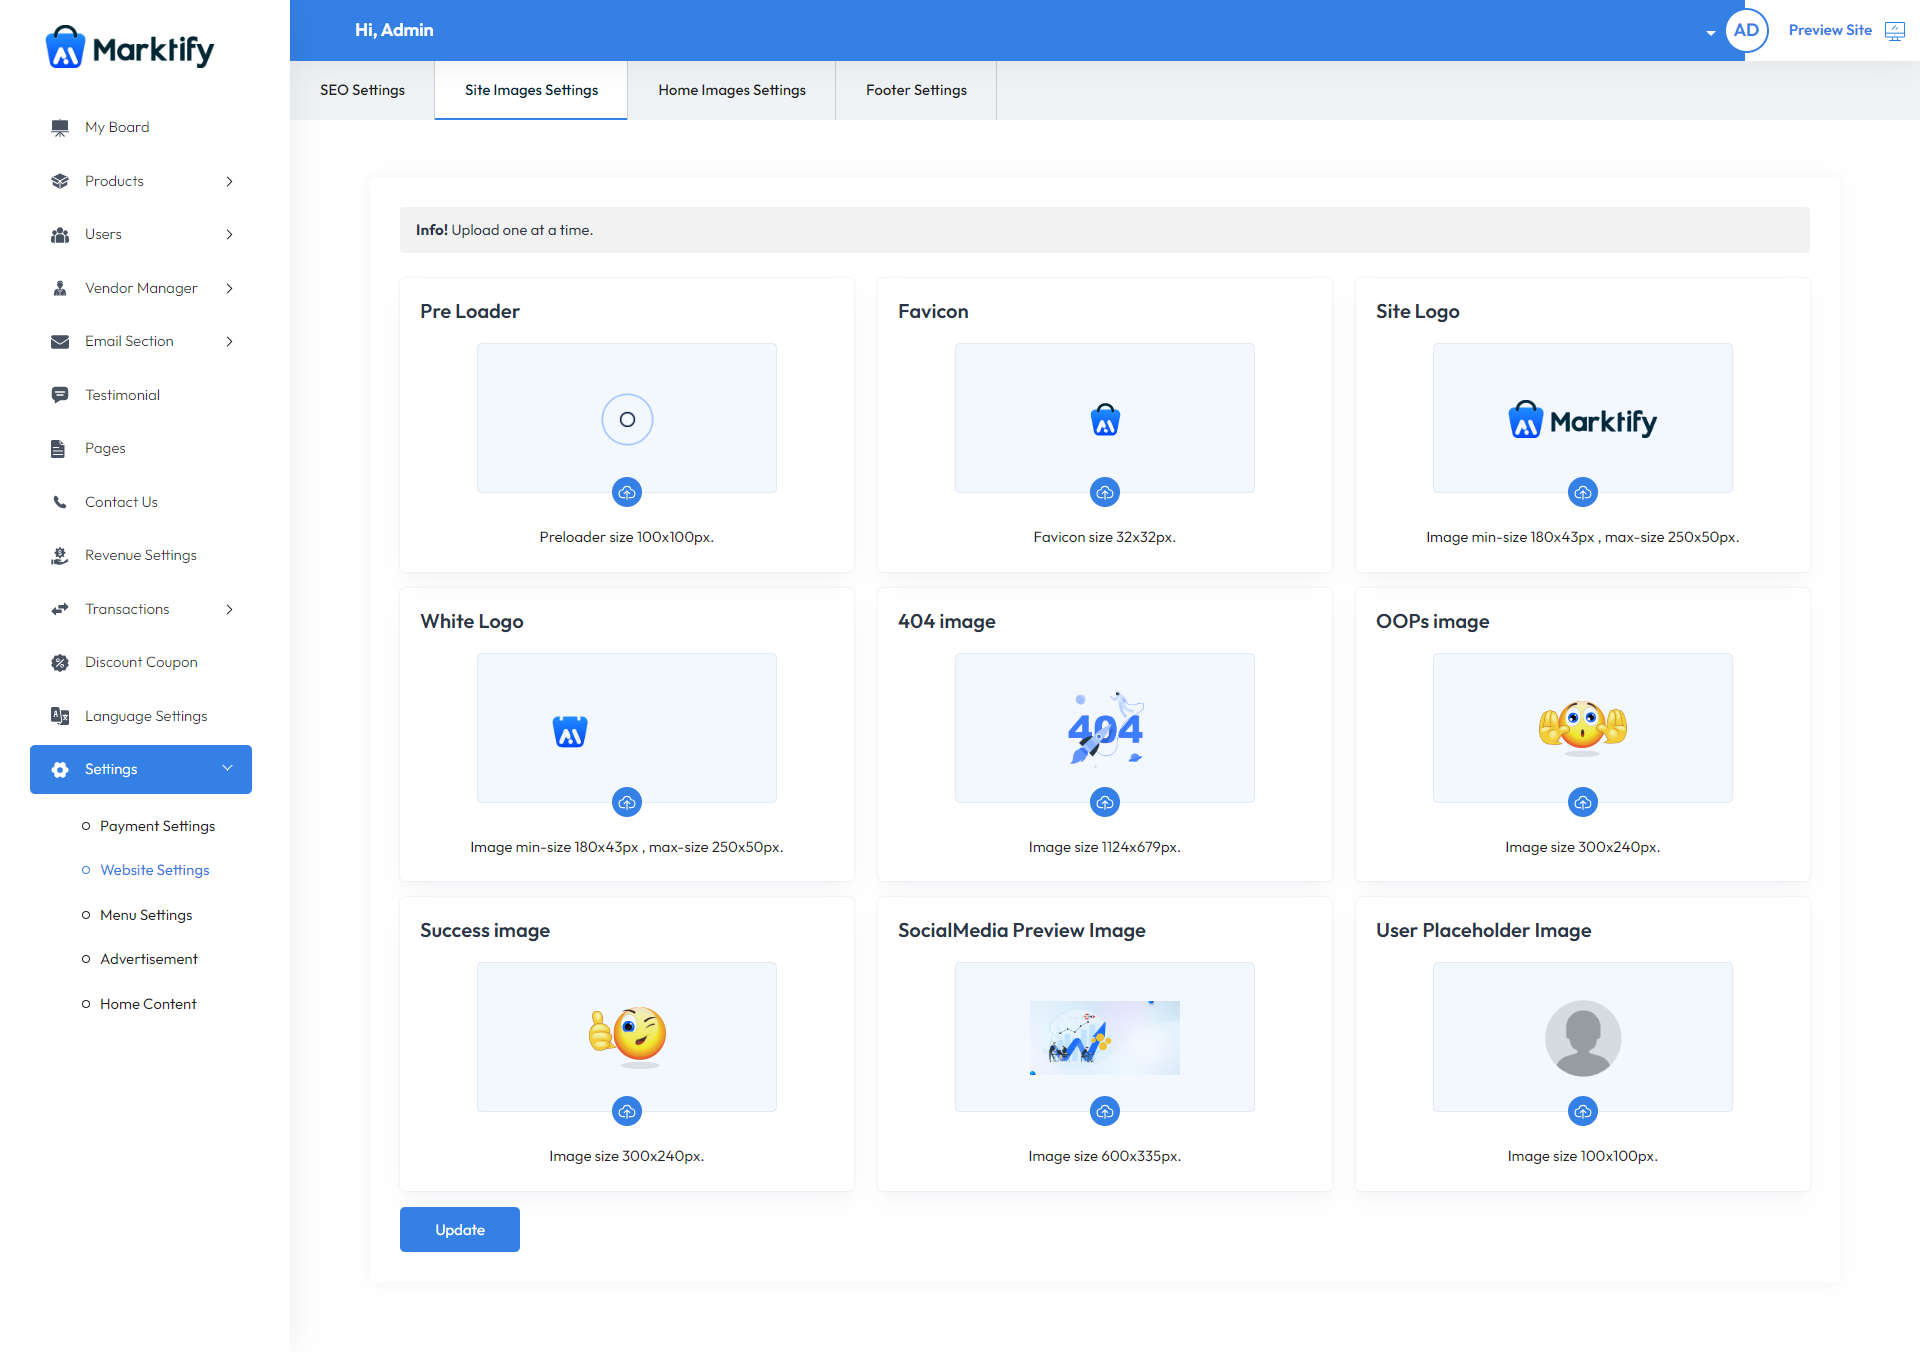 Marktify
Hi, Admin
AD
Preview Site
SEO Settings
Site Images Settings
Home Images Settings
Footer Settings
My Board
Products
Users
Vendor Manager
Email Section
Testimonial
Pages
Contact Us
Revenue Settings
Transactions
Discount Coupon
Language Settings
Settings
Payment Settings
Website Settings
Menu Settings
Advertisement
Home Content
Info! Upload one at a time.
Pre Loader
Preloader size 100x100px.
Favicon
Favicon size 32x32px.
Site Logo
Marktify
Image min-size 180x43px , max-size 250x50px.
White Logo
Image min-size 180x43px , max-size 250x50px.
404 image
404
Image size 1124x679px.
OOPs image
Image size 300x240px.
Success image
Image size 300x240px.
SocialMedia Preview Image
Image size 600x335px.
User Placeholder Image
Image size 100x100px.
Update